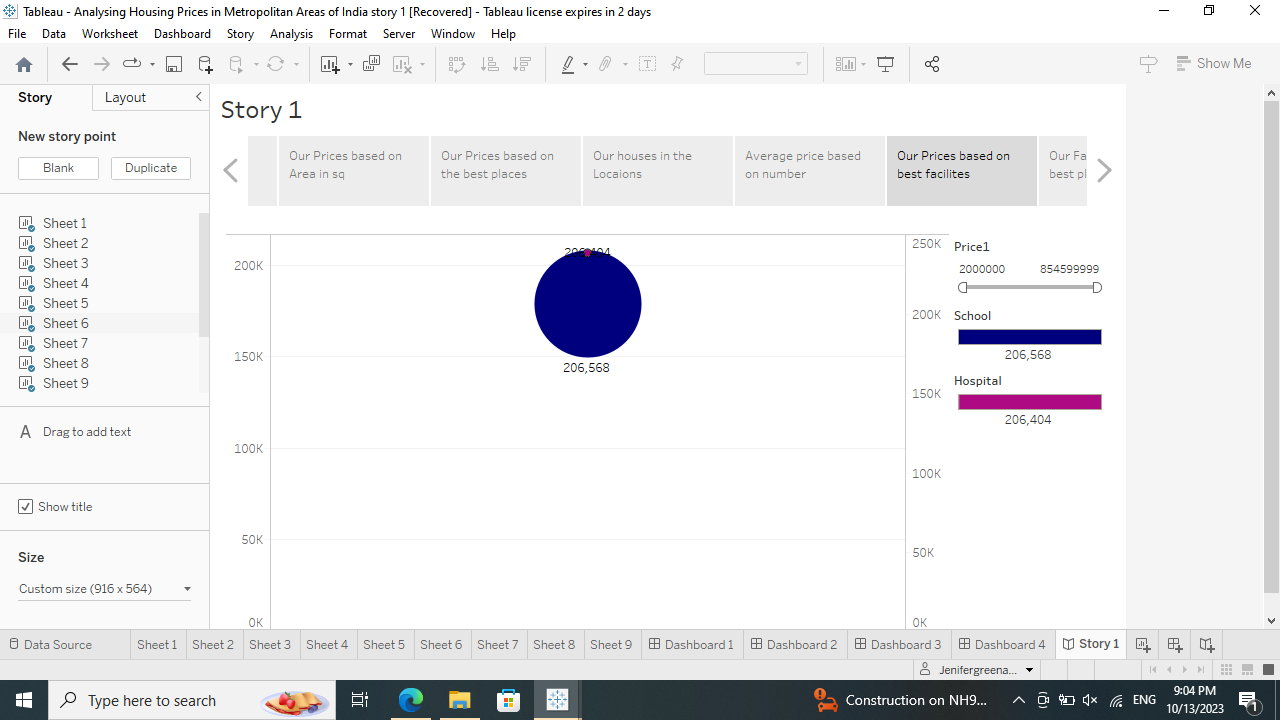 Tableau - Analysing Housing Prices in Metropolitan Areas of India story 1 [Recovered] - Tableau license expires in 2 days
File Data Worksheet Dashboard Story Analysis Format Server Window Help
Show Me
Story Layout
New story point
Blank Duplicate
Sheet 1
Sheet 2
Sheet 3
Sheet 4
Sheet 5
Sheet 6
Sheet 7
Sheet 8
Sheet 9
A Drag to add text
Show title
Size
Custom size (916 x 564)
Story 1
Our Prices based on
Area in sq
Our Prices based on
the best places
Our houses in the
Locaions
Average price based
on number
Our Prices based on
best facilites
Our Fa
best pl
200K
150K
100K
50K
0K
206,404
206,568
250K
200K
150K
100K
50K
0K
Price1
2000000 854599999
School
206,568
Hospital
206,404
Data Source Sheet 1 Sheet 2 Sheet 3 Sheet 4 Sheet 5 Sheet 6 Sheet 7 Sheet 8 Sheet 9 Dashboard 1 Dashboard 2 Dashboard 3 Dashboard 4 Story 1
Jenifergreena...
Type here to search
Construction on NH9...
ENG
9:04 PM
10/13/2023
1